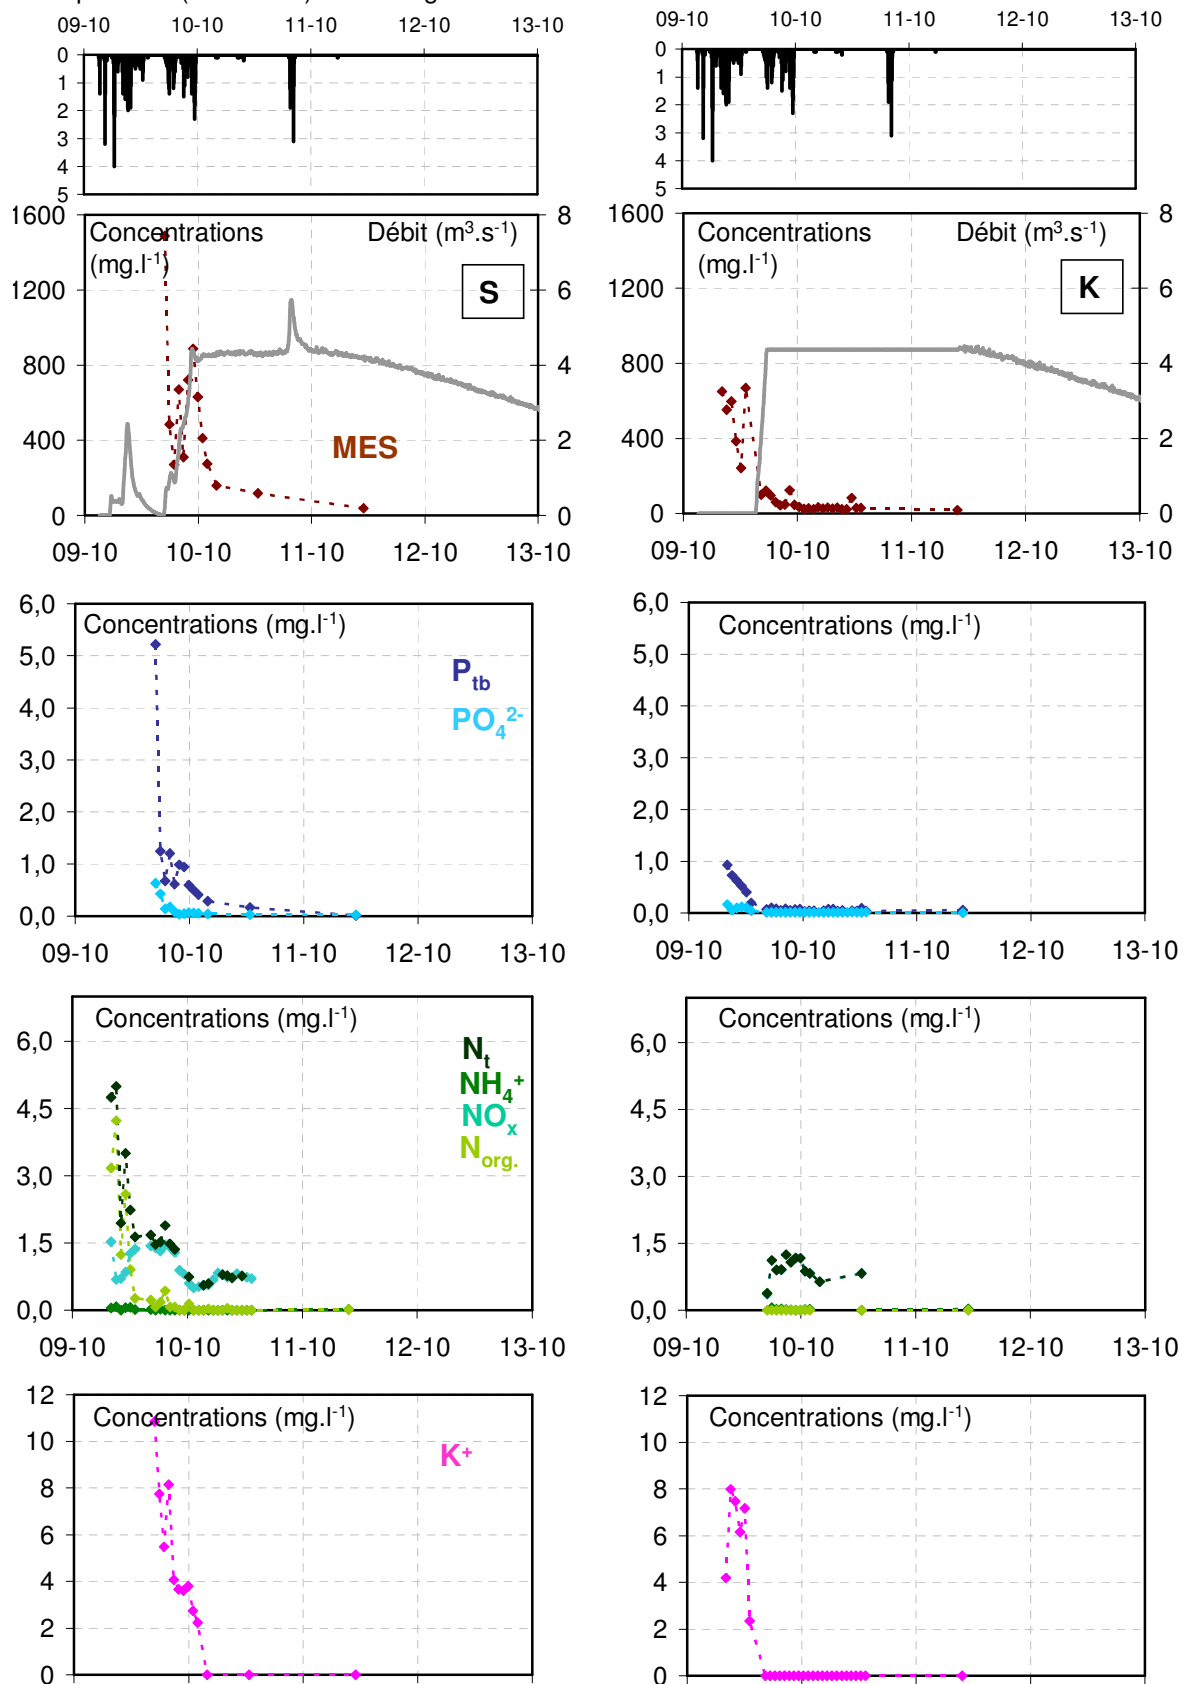 09-10 10-10 11-10 12-10 13-10
09-10 10-10 11-10 12-10 13-10
0 0
1 1
2 2
3 3
4 4
5 5
1600 8 1600 8
Concentrations Débit (m³.s⁻¹) Concentrations Débit (m³.s⁻¹)
(mg.l⁻¹) (mg.l⁻¹)
1200 S 6 1200 K 6
800 4 800 4
400 MES 2 400 2
0 0 0 0
09-10 10-10 11-10 12-10 13-10 09-10 10-10 11-10 12-10 13-10
6,0 6,0
Concentrations (mg.l⁻¹) Concentrations (mg.l⁻¹)
5,0 P_tb 5,0
4,0 PO₄²⁻ 4,0
3,0 3,0
2,0 2,0
1,0 1,0
0,0 0,0
09-10 10-10 11-10 12-10 13-10 09-10 10-10 11-10 12-10 13-10
Concentrations (mg.l⁻¹) Concentrations (mg.l⁻¹)
6,0 N_t 6,0
NH₄⁺
4,5 NO_x 4,5
N_org.
3,0 3,0
1,5 1,5
0,0 0,0
09-10 10-10 11-10 12-10 13-10 09-10 10-10 11-10 12-10 13-10
12 12
Concentrations (mg.l⁻¹) Concentrations (mg.l⁻¹)
10 K⁺ 10
8 8
6 6
4 4
2 2
0 0